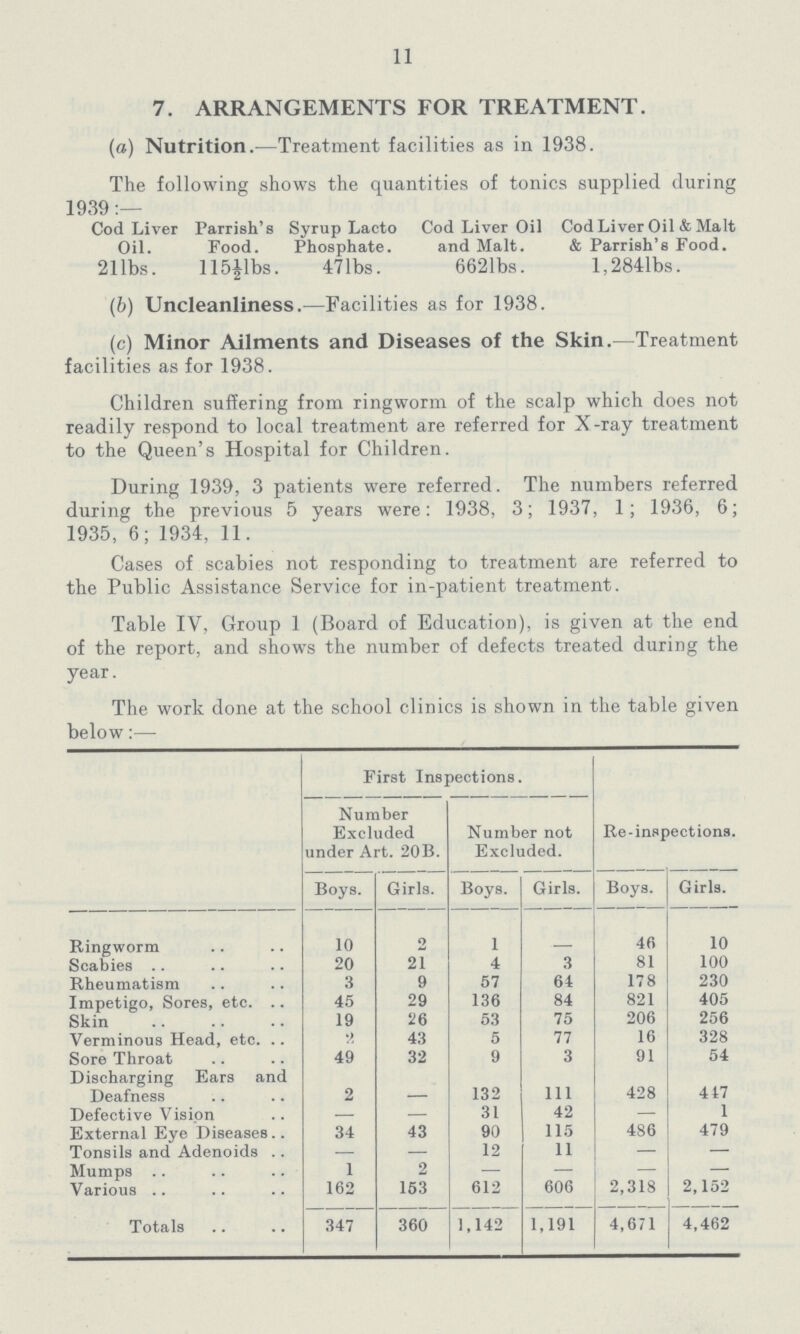 11
7. ARRANGEMENTS FOR TREATMENT.
(a) Nutrition.—Treatment facilities as in 1938.
The following shows the quantities of tonics supplied during
1939:—
Cod Liver Parrish's Syrup Lacto Cod Liver Oil Cod Liver Oil & Malt
Oil. Food. Phosphate. and Malt. & Parrish's Food.
21lbs. 115½lbs. 47lbs. 662lbs. 1,284lbs.
(b) Uncleanliness.—Facilities as for 1938.
(c) Minor Ailments and Diseases of the Skin.—Treatment
facilities as for 1938.
Children suffering from ringworm of the scalp which does not
readily respond to local treatment are referred for X-ray treatment
to the Queen's Hospital for Children.
During 1939, 3 patients were referred. The numbers referred
during the previous 5 years were: 1938, 3; 1937, 1; 1936, 6;
1935, 6; 1934, 11.
Cases of scabies not responding to treatment are referred to
the Public Assistance Service for in-patient treatment.
Table IV, Group 1 (Board of Education), is given at the end
of the report, and shows the number of defects treated during the
year.
The work done at the school clinics is shown in the table given
below:—
First Inspections.
Number
Excluded Number not Re-inspections.
under Art. 20B. Excluded.
Boys. Girls. Boys. Girls. Boys. Girls.
Ringworm .. .. 10 2 1 — 46 10
Scabies .. .. .. 20 21 4 3 81 100
Rheumatism .. .. 3 9 57 64 178 230
Impetigo, Sores, etc. .. 45 29 136 84 821 405
Skin .. .. .. 19 26 53 75 206 256
Verminous Head, etc. .. 2 43 5 77 16 328
Sore Throat .. .. 49 32 9 3 91 54
Discharging Ears and
Deafness .. .. 2 — 132 111 428 447
Defective Vision .. — — 31 42 — 1
External Eye Diseases.. 34 43 90 115 486 479
Tonsils and Adenoids .. — — 12 11 — —
Mumps .. .. .. 1 2 — — — —
Various .. .. .. 162 153 612 606 2,318 2,152
Totals .. .. 347 360 1,142 1,191 4,671 4,462